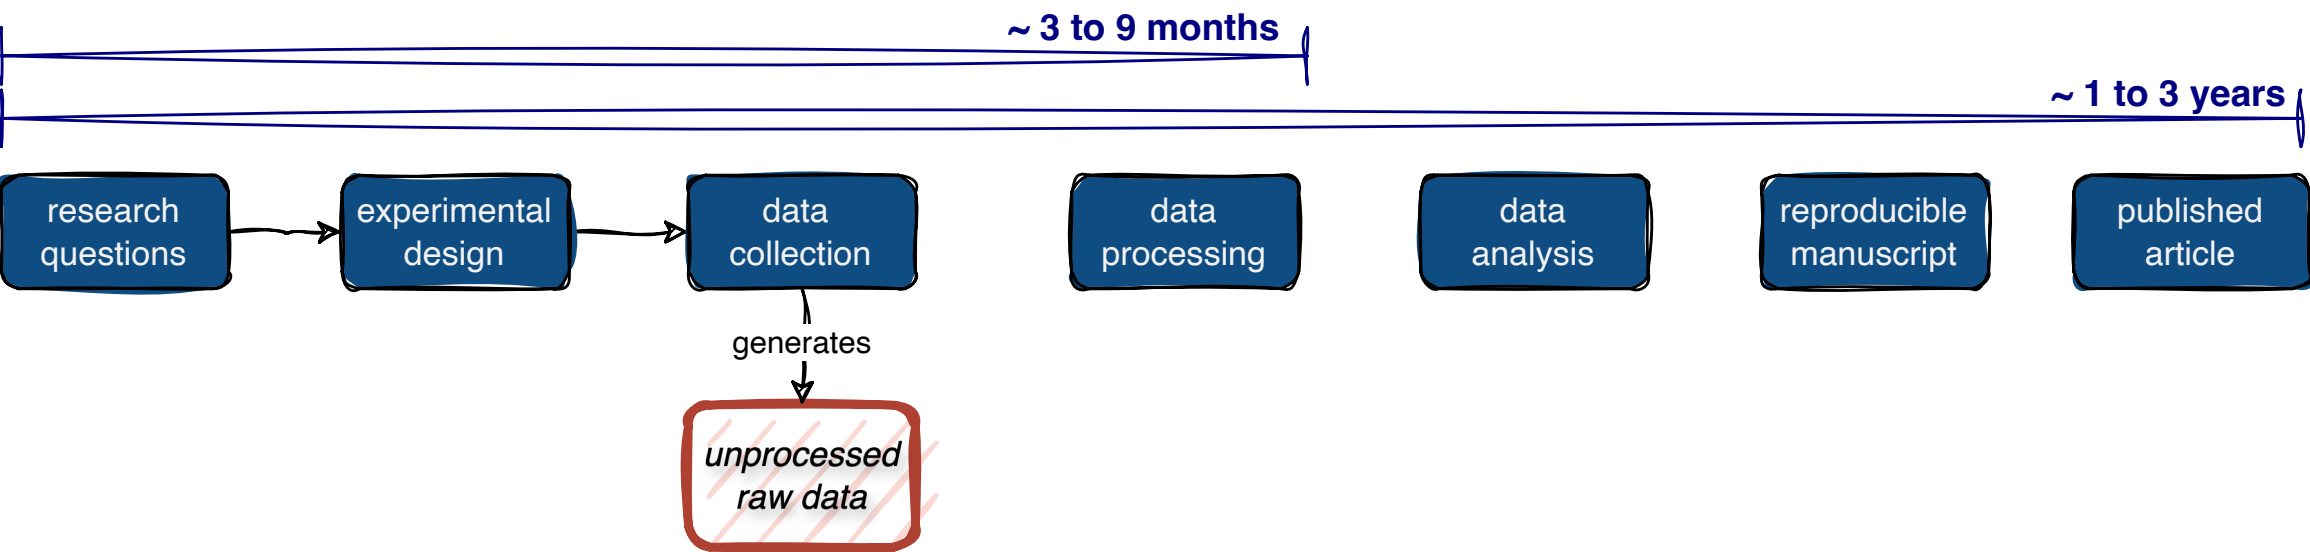 ~ 3 to 9 months
~ 1 to 3 years
research
questions
experimental
design
data
collection
data
processing
data
analysis
reproducible
manuscript
published
article
generates
unprocessed
raw data